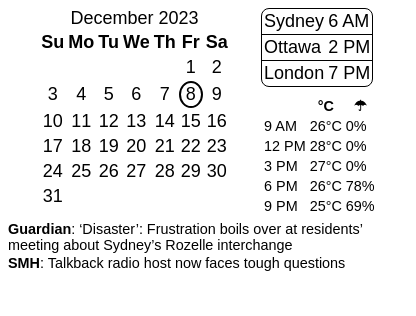 December 2023
Su Mo Tu We Th Fr Sa
1 2
3 4 5 6 7 8 9
10 11 12 13 14 15 16
17 18 19 20 21 22 23
24 25 26 27 28 29 30
31
Sydney 6 AM
Ottawa 2 PM
London 7 PM
°C ☂
9 AM 26°C 0%
12 PM 28°C 0%
3 PM 27°C 0%
6 PM 26°C 78%
9 PM 25°C 69%
Guardian: ‘Disaster’: Frustration boils over at residents’
meeting about Sydney’s Rozelle interchange
SMH: Talkback radio host now faces tough questions